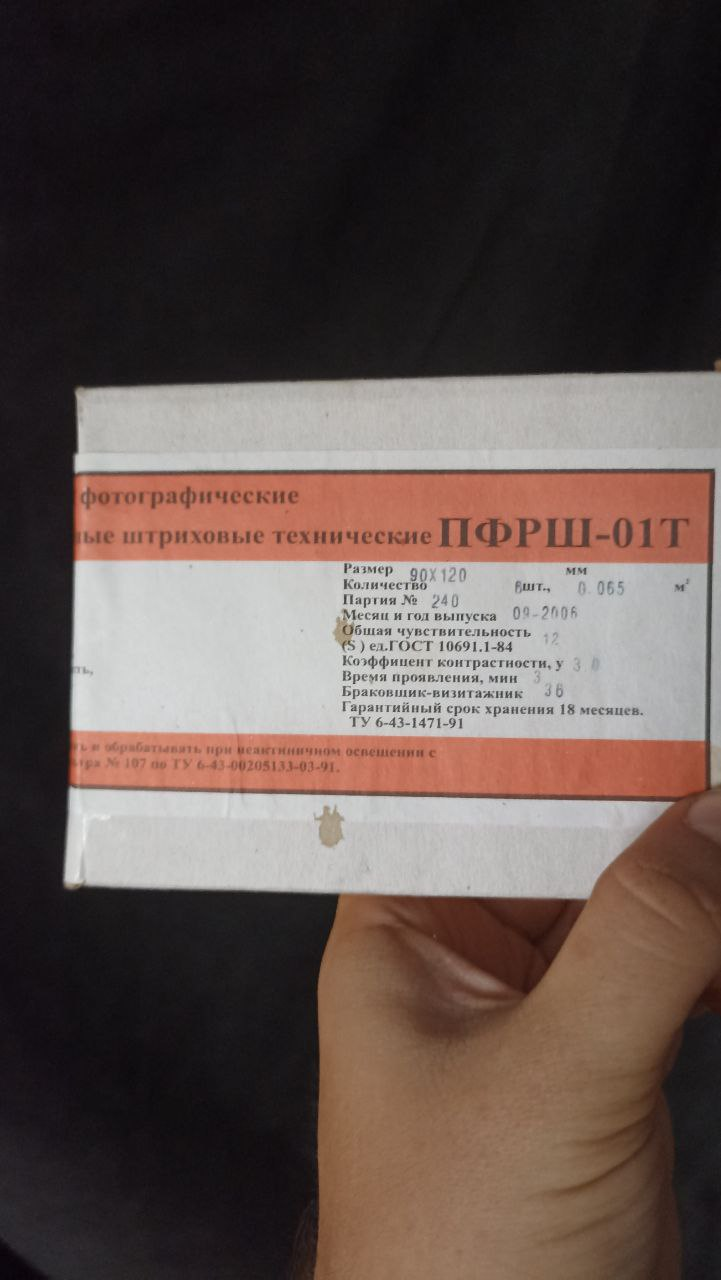 фотографические
ные штриховые технические ПФРШ-01Т
Размер 90X120 мм
Количество 6шт., 0.065 м²
Партия № 240
Месяц и год выпуска 09-2006
Общая чувствительность 12
(S ) ед.ГОСТ 10691.1-84
ть, Коэффицент контрастности, γ 3.0
Время проявления, мин 3
Браковщик-визитажник 36
Гарантийный срок хранения 18 месяцев.
ТУ 6-43-1471-91
ть и обрабатывать при неактиничном освещении с
тра № 107 по ТУ 6-43-00205133-03-91.